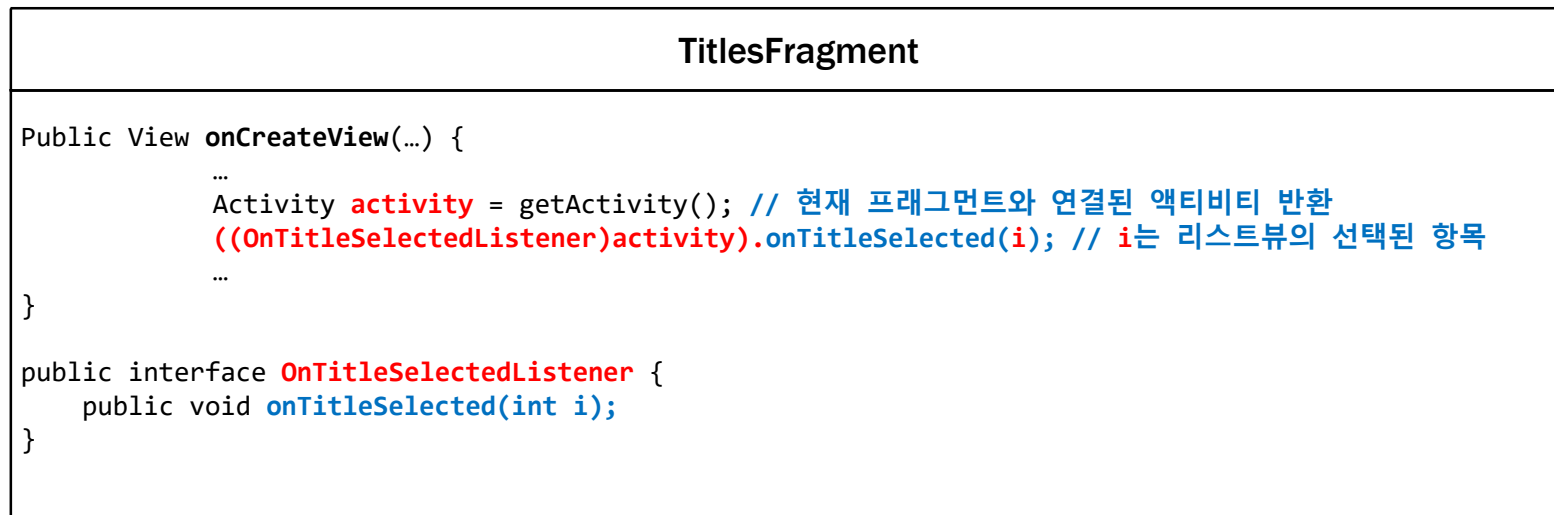 TitlesFragment
Public View onCreateView(…) {
…
Activity activity = getActivity(); // 현재 프래그먼트와 연결된 액티비티 반환
((OnTitleSelectedListener)activity).onTitleSelected(i); // i는 리스트뷰의 선택된 항목
…
}
public interface OnTitleSelectedListener {
public void onTitleSelected(int i);
}